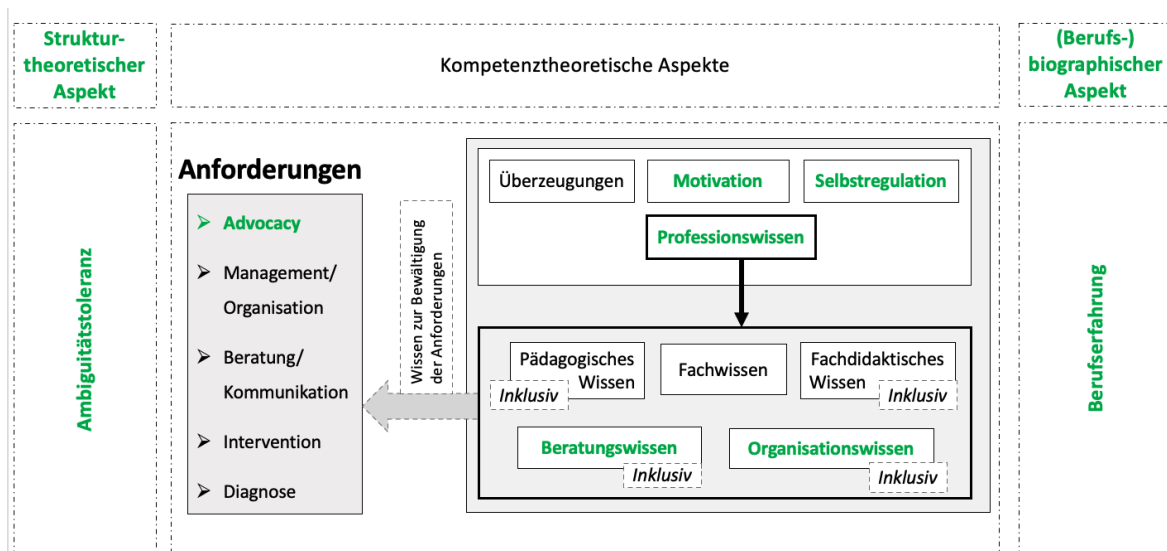 Struktur-
theoretischer
Aspekt
Kompetenztheoretische Aspekte
(Berufs-)
biographischer
Aspekt
Ambiguitätstoleranz
Anforderungen
Advocacy
Management/
Organisation
Beratung/
Kommunikation
Intervention
Diagnose
Wissen zur Bewältigung
der Anforderungen
Überzeugungen
Motivation
Selbstregulation
Professionswissen
Pädagogisches
Wissen
Inklusiv
Fachwissen
Fachdidaktisches
Wissen
Inklusiv
Beratungswissen
Inklusiv
Organisationswissen
Inklusiv
Berufserfahrung